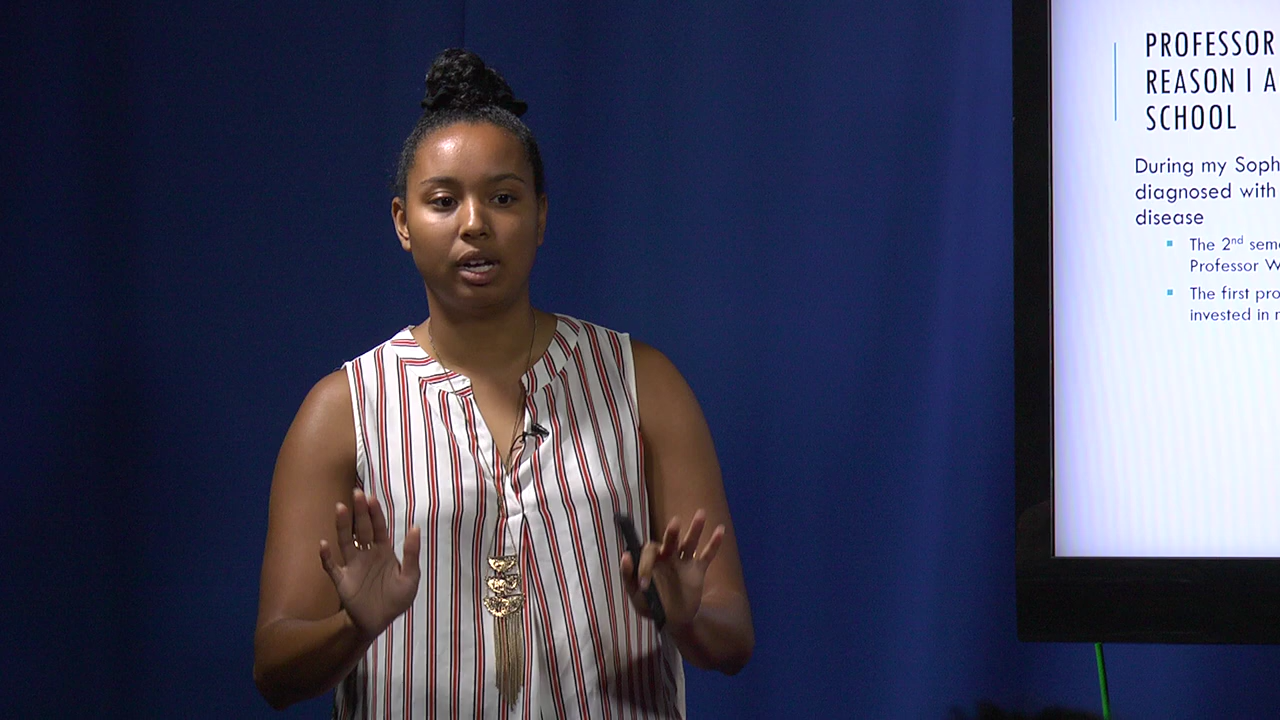 PROFESSOR
REASON I A
SCHOOL
During my Soph
diagnosed with
disease
The 2nd seme
Professor W
The first pro
invested in r